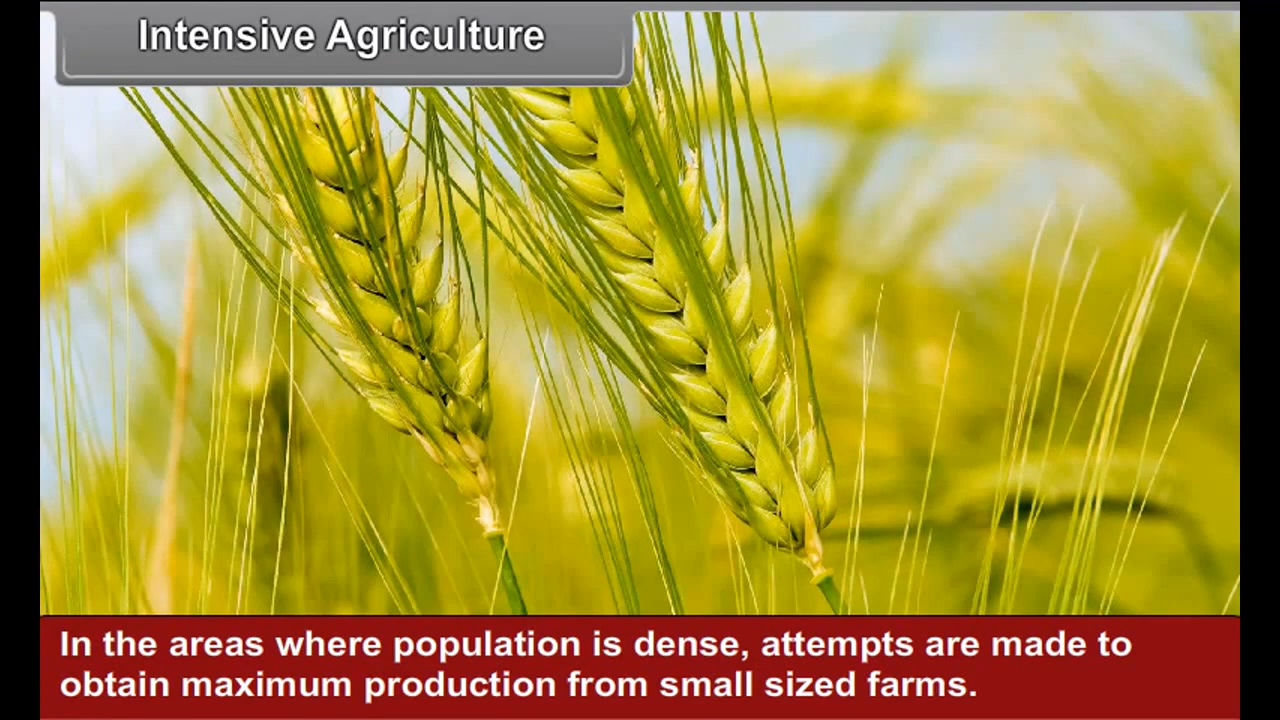 Intensive Agriculture
In the areas where population is dense, attempts are made to
obtain maximum production from small sized farms.